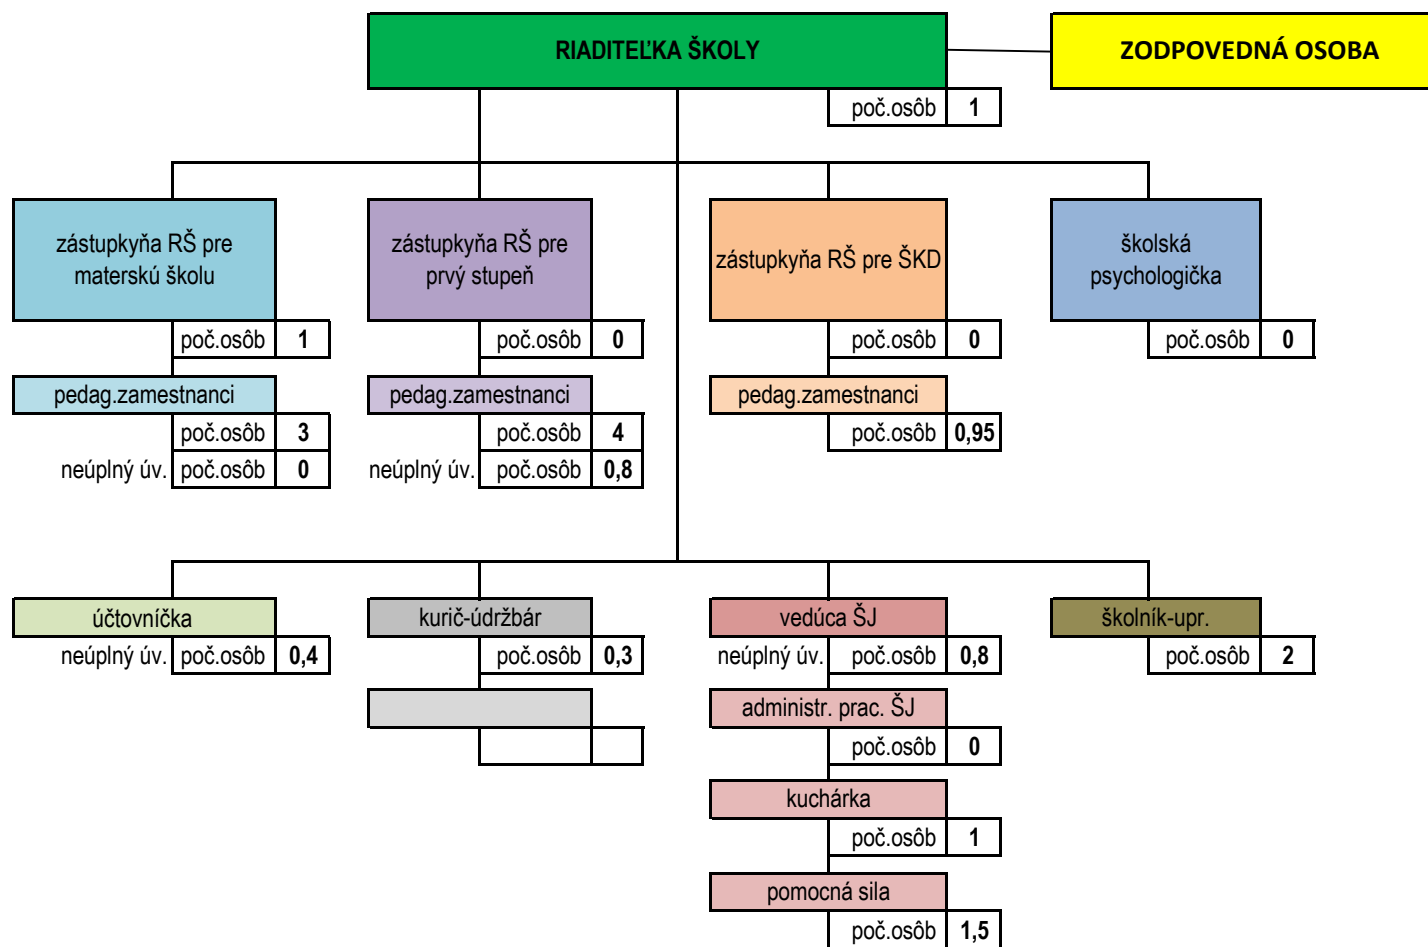 RIADITEĽKA ŠKOLY
ZODPOVEDNÁ OSOBA
poč.osôb 1
zástupkyňa RŠ pre
materskú školu
poč.osôb 1
pedag.zamestnanci
poč.osôb 3
neúplný úv. poč.osôb 0
zástupkyňa RŠ pre
prvý stupeň
poč.osôb 0
pedag.zamestnanci
poč.osôb 4
neúplný úv. poč.osôb 0,8
zástupkyňa RŠ pre ŠKD
poč.osôb 0
pedag.zamestnanci
poč.osôb 0,95
školská
psychologička
poč.osôb 0
účtovníčka
neúplný úv. poč.osôb 0,4
kurič-údržbár
poč.osôb 0,3
vedúca ŠJ
neúplný úv. poč.osôb 0,8
administr. prac. ŠJ
poč.osôb 0
kuchárka
poč.osôb 1
pomocná sila
poč.osôb 1,5
školník-upr.
poč.osôb 2